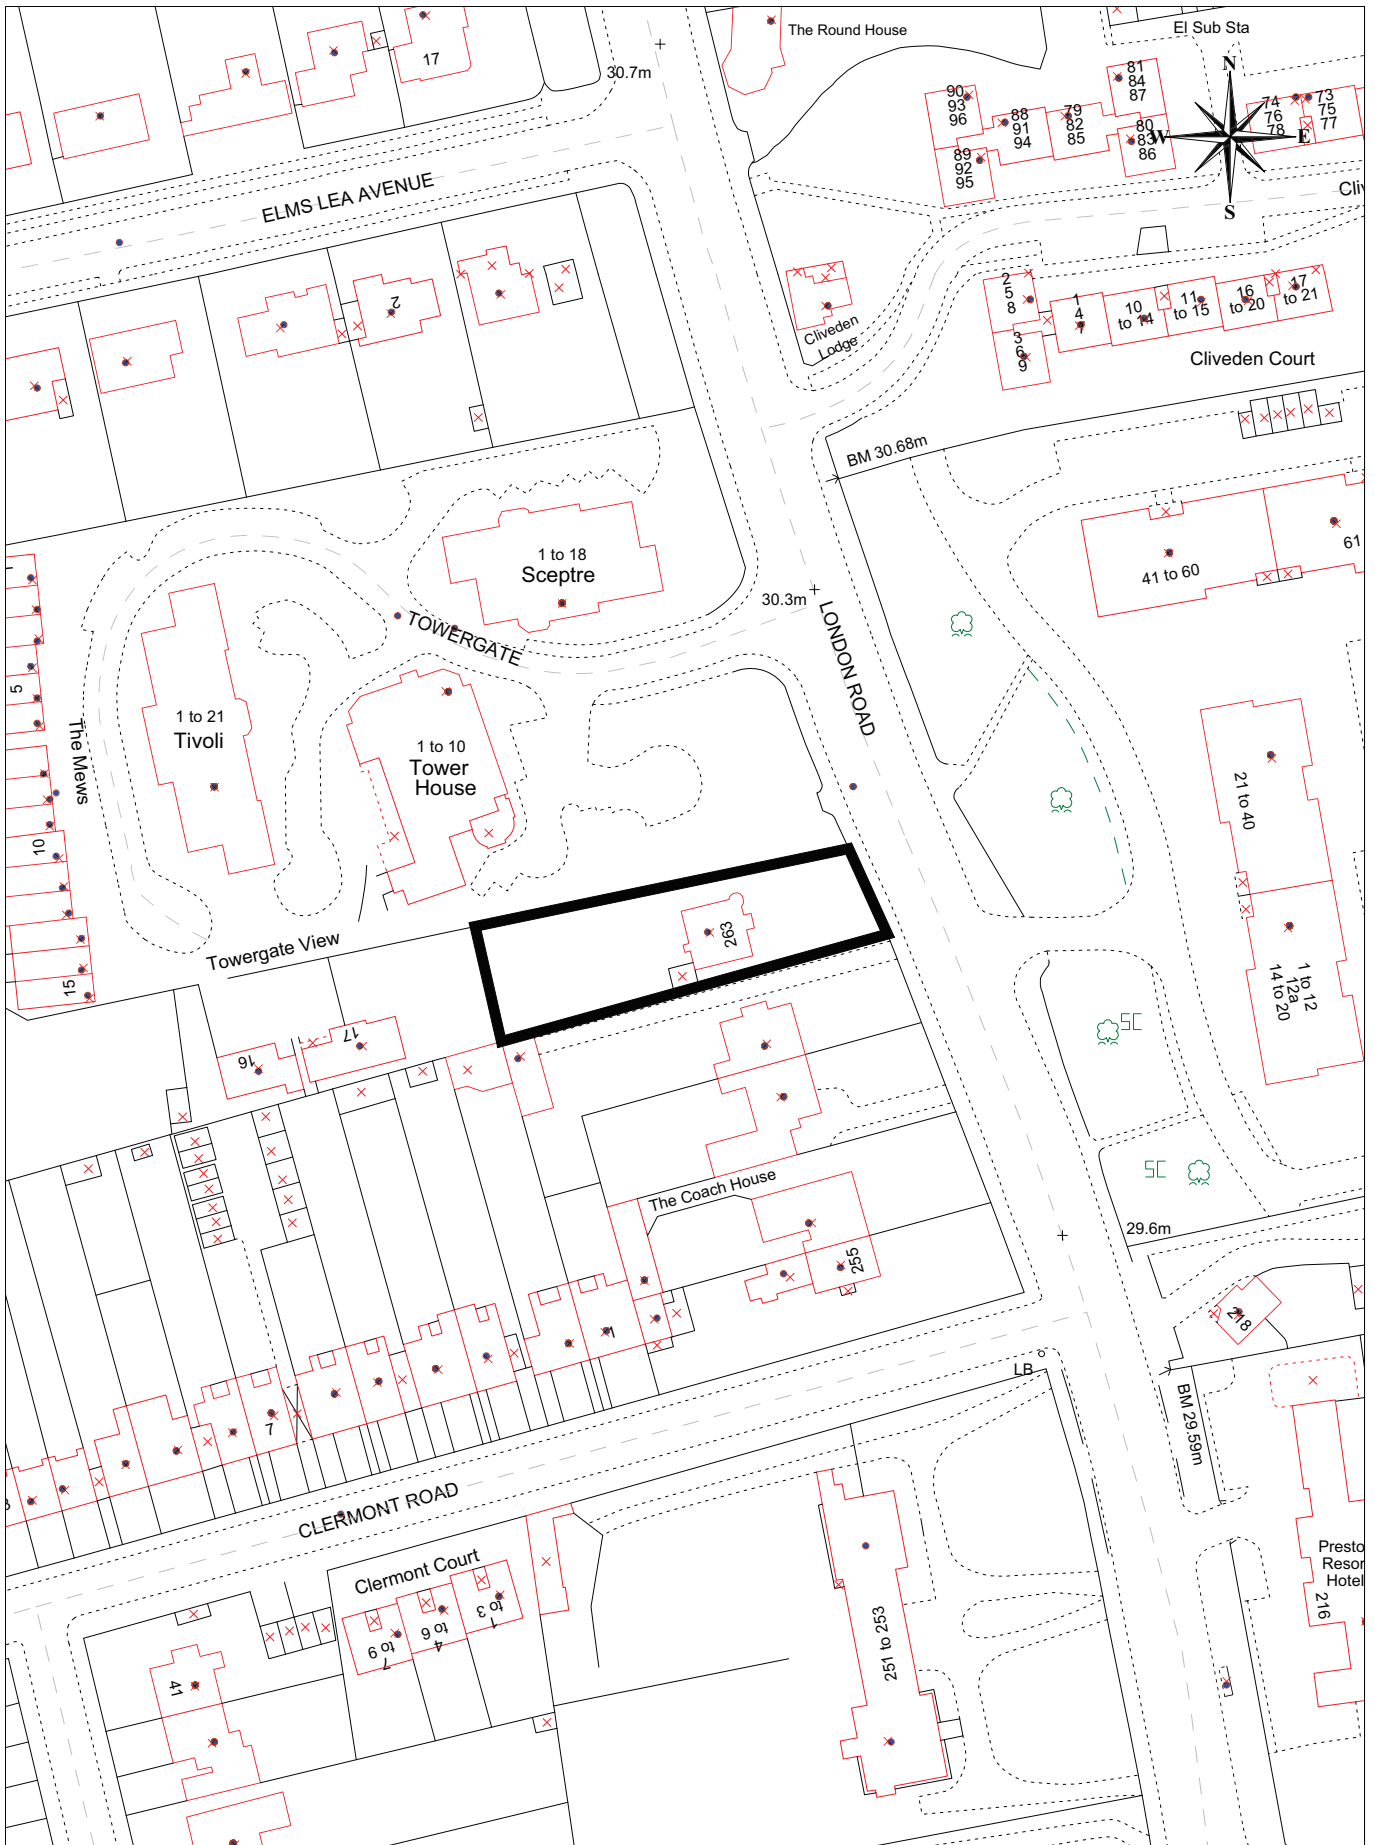 The Round House
El Sub Sta
17
30.7m
N
W
E
S
81
84
87
90
93
96
88
91
94
79
82
85
80
83
86
89
92
95
74
76
78
73
75
77
ELMS LEA AVENUE
2
Cliveden
Lodge
2
5
8
1
4
7
3
6
9
10
to 14
11
to 15
16
to 20
17
to 21
Cliveden Court
BM 30.68m
1 to 18
Sceptre
41 to 60
61
30.3m
TOWERGATE
LONDON ROAD
5
The Mews
1 to 21
Tivoli
1 to 10
Tower
House
21 to 40
10
263
Towergate View
15
1 to 12
12a
14 to 20
16
17
SC
SC
The Coach House
29.6m
255
218
1
LB
BM 29.59m
7
CLERMONT ROAD
Clermont Court
1
to 3
4
to 6
7
to 9
251 to 253
Presto
Resor
Hotel
216
41